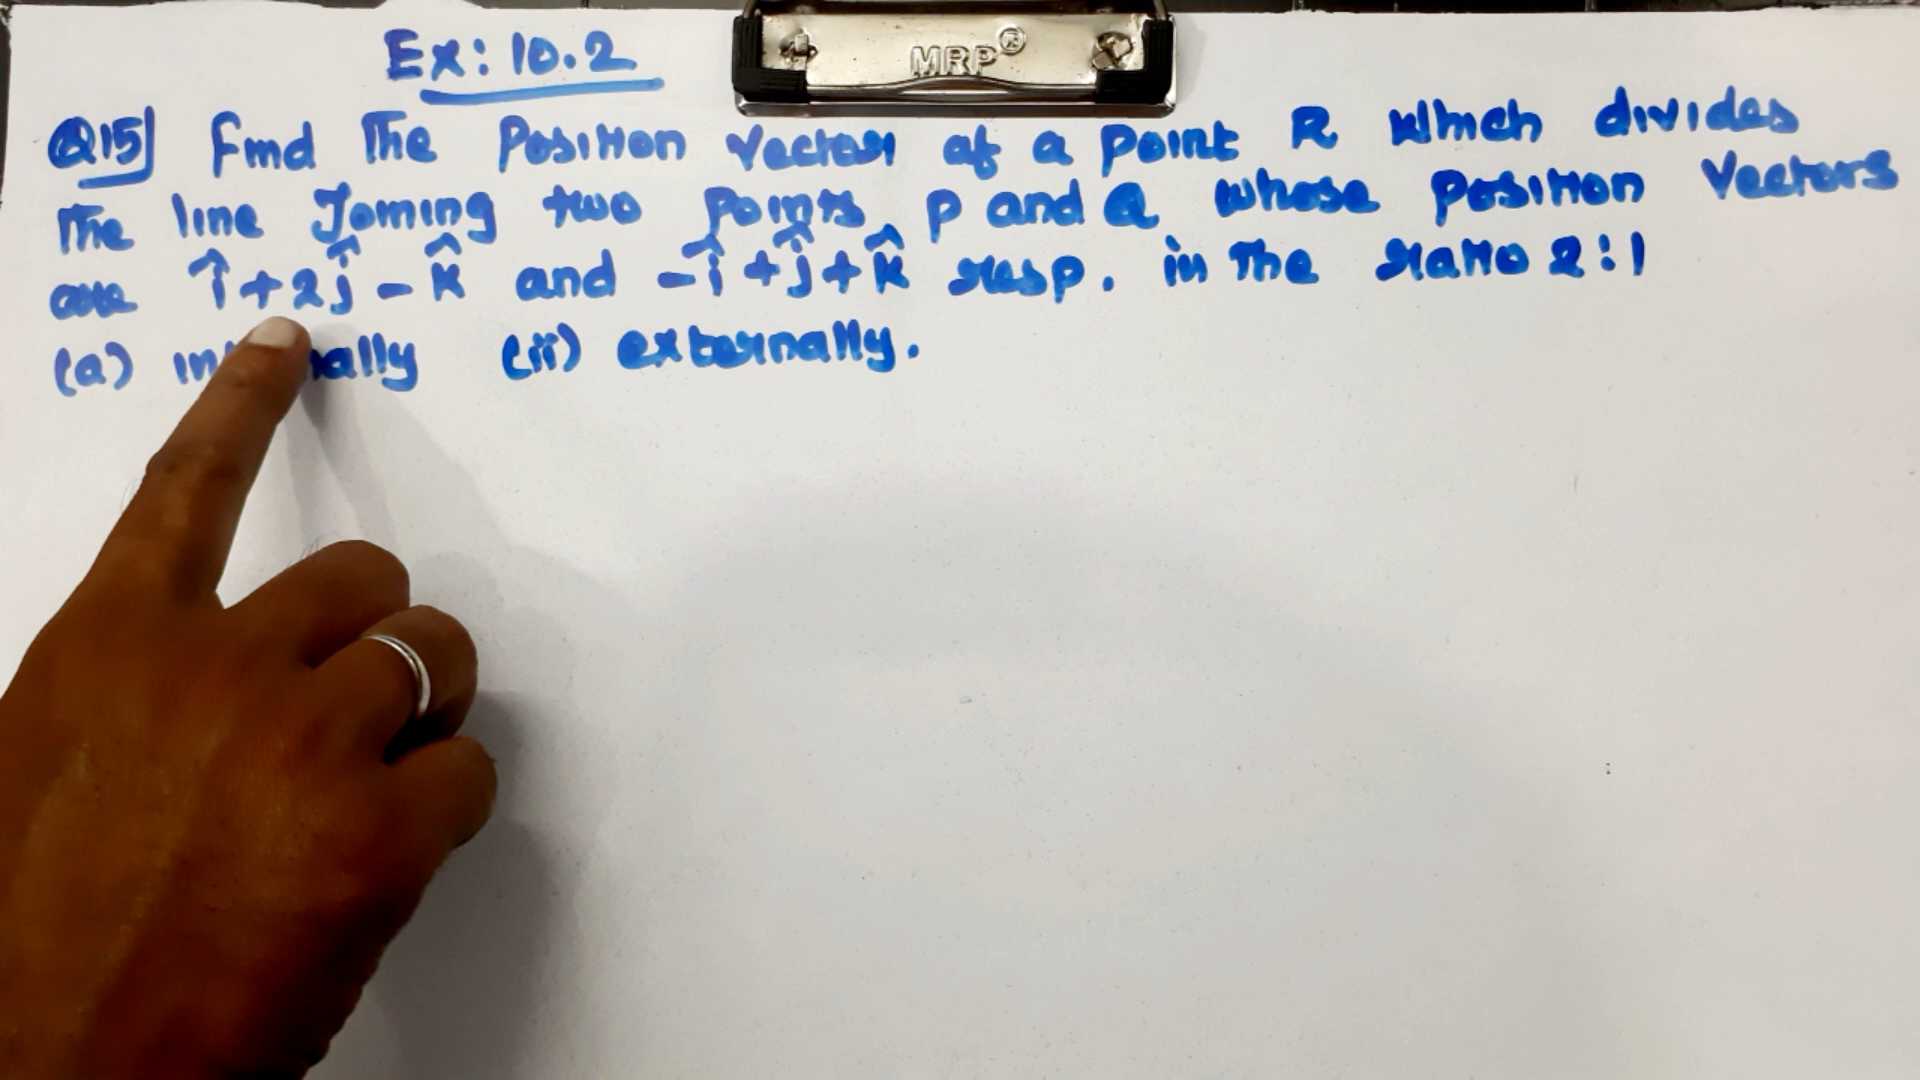 MRP®
Ex: 10.2
Q15] Find The Position vector of a point R which divides
The line Joining two points P and Q whose position vectors
are î+2ĵ-k̂ and -î+ĵ+k̂ resp. in The ratio 2:1
(a) (ii) externally.